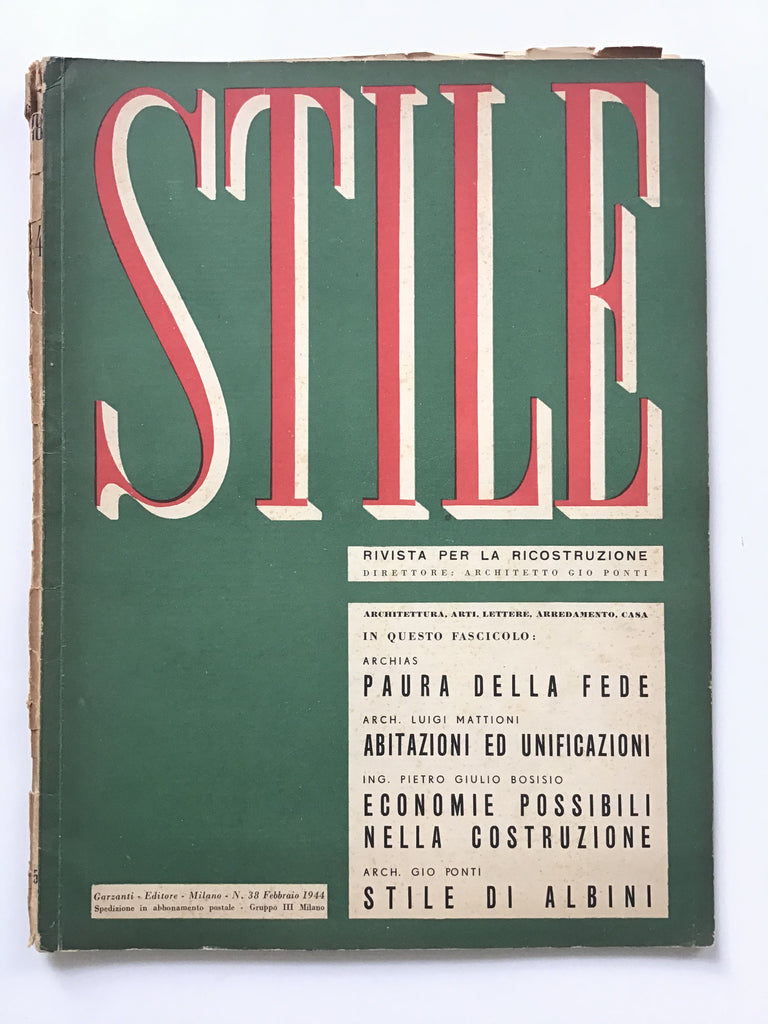 STILE
RIVISTA PER LA RICOSTRUZIONE
DIRETTORE: ARCHITETTO GIO PONTI
ARCHITETTURA, ARTI, LETTERE, ARREDAMENTO, CASA
IN QUESTO FASCICOLO:
ARCHIAS
PAURA DELLA FEDE
ARCH. LUIGI MATTIONI
ABITAZIONI ED UNIFICAZIONI
ING. PIETRO GIULIO BOSISIO
ECONOMIE POSSIBILI
NELLA COSTRUZIONE
ARCH. GIO PONTI
STILE DI ALBINI
Garzanti - Editore - Milano - N. 38 Febbraio 1944
Spedizione in abbonamento postale - Gruppo III Milano